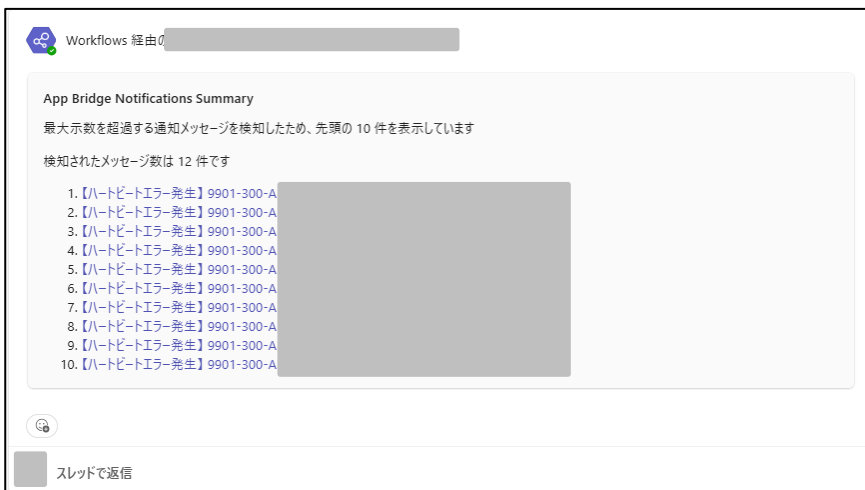 Workflows 経由の
App Bridge Notifications Summary
最大示数を超過する通知メッセージを検知したため、先頭の 10 件を表示しています
検知されたメッセージ数は 12 件です
1. 【ハートビートエラー発生】 9901-300-A
2. 【ハートビートエラー発生】 9901-300-A
3. 【ハートビートエラー発生】 9901-300-A
4. 【ハートビートエラー発生】 9901-300-A
5. 【ハートビートエラー発生】 9901-300-A
6. 【ハートビートエラー発生】 9901-300-A
7. 【ハートビートエラー発生】 9901-300-A
8. 【ハートビートエラー発生】 9901-300-A
9. 【ハートビートエラー発生】 9901-300-A
10. 【ハートビートエラー発生】 9901-300-A
スレッドで返信